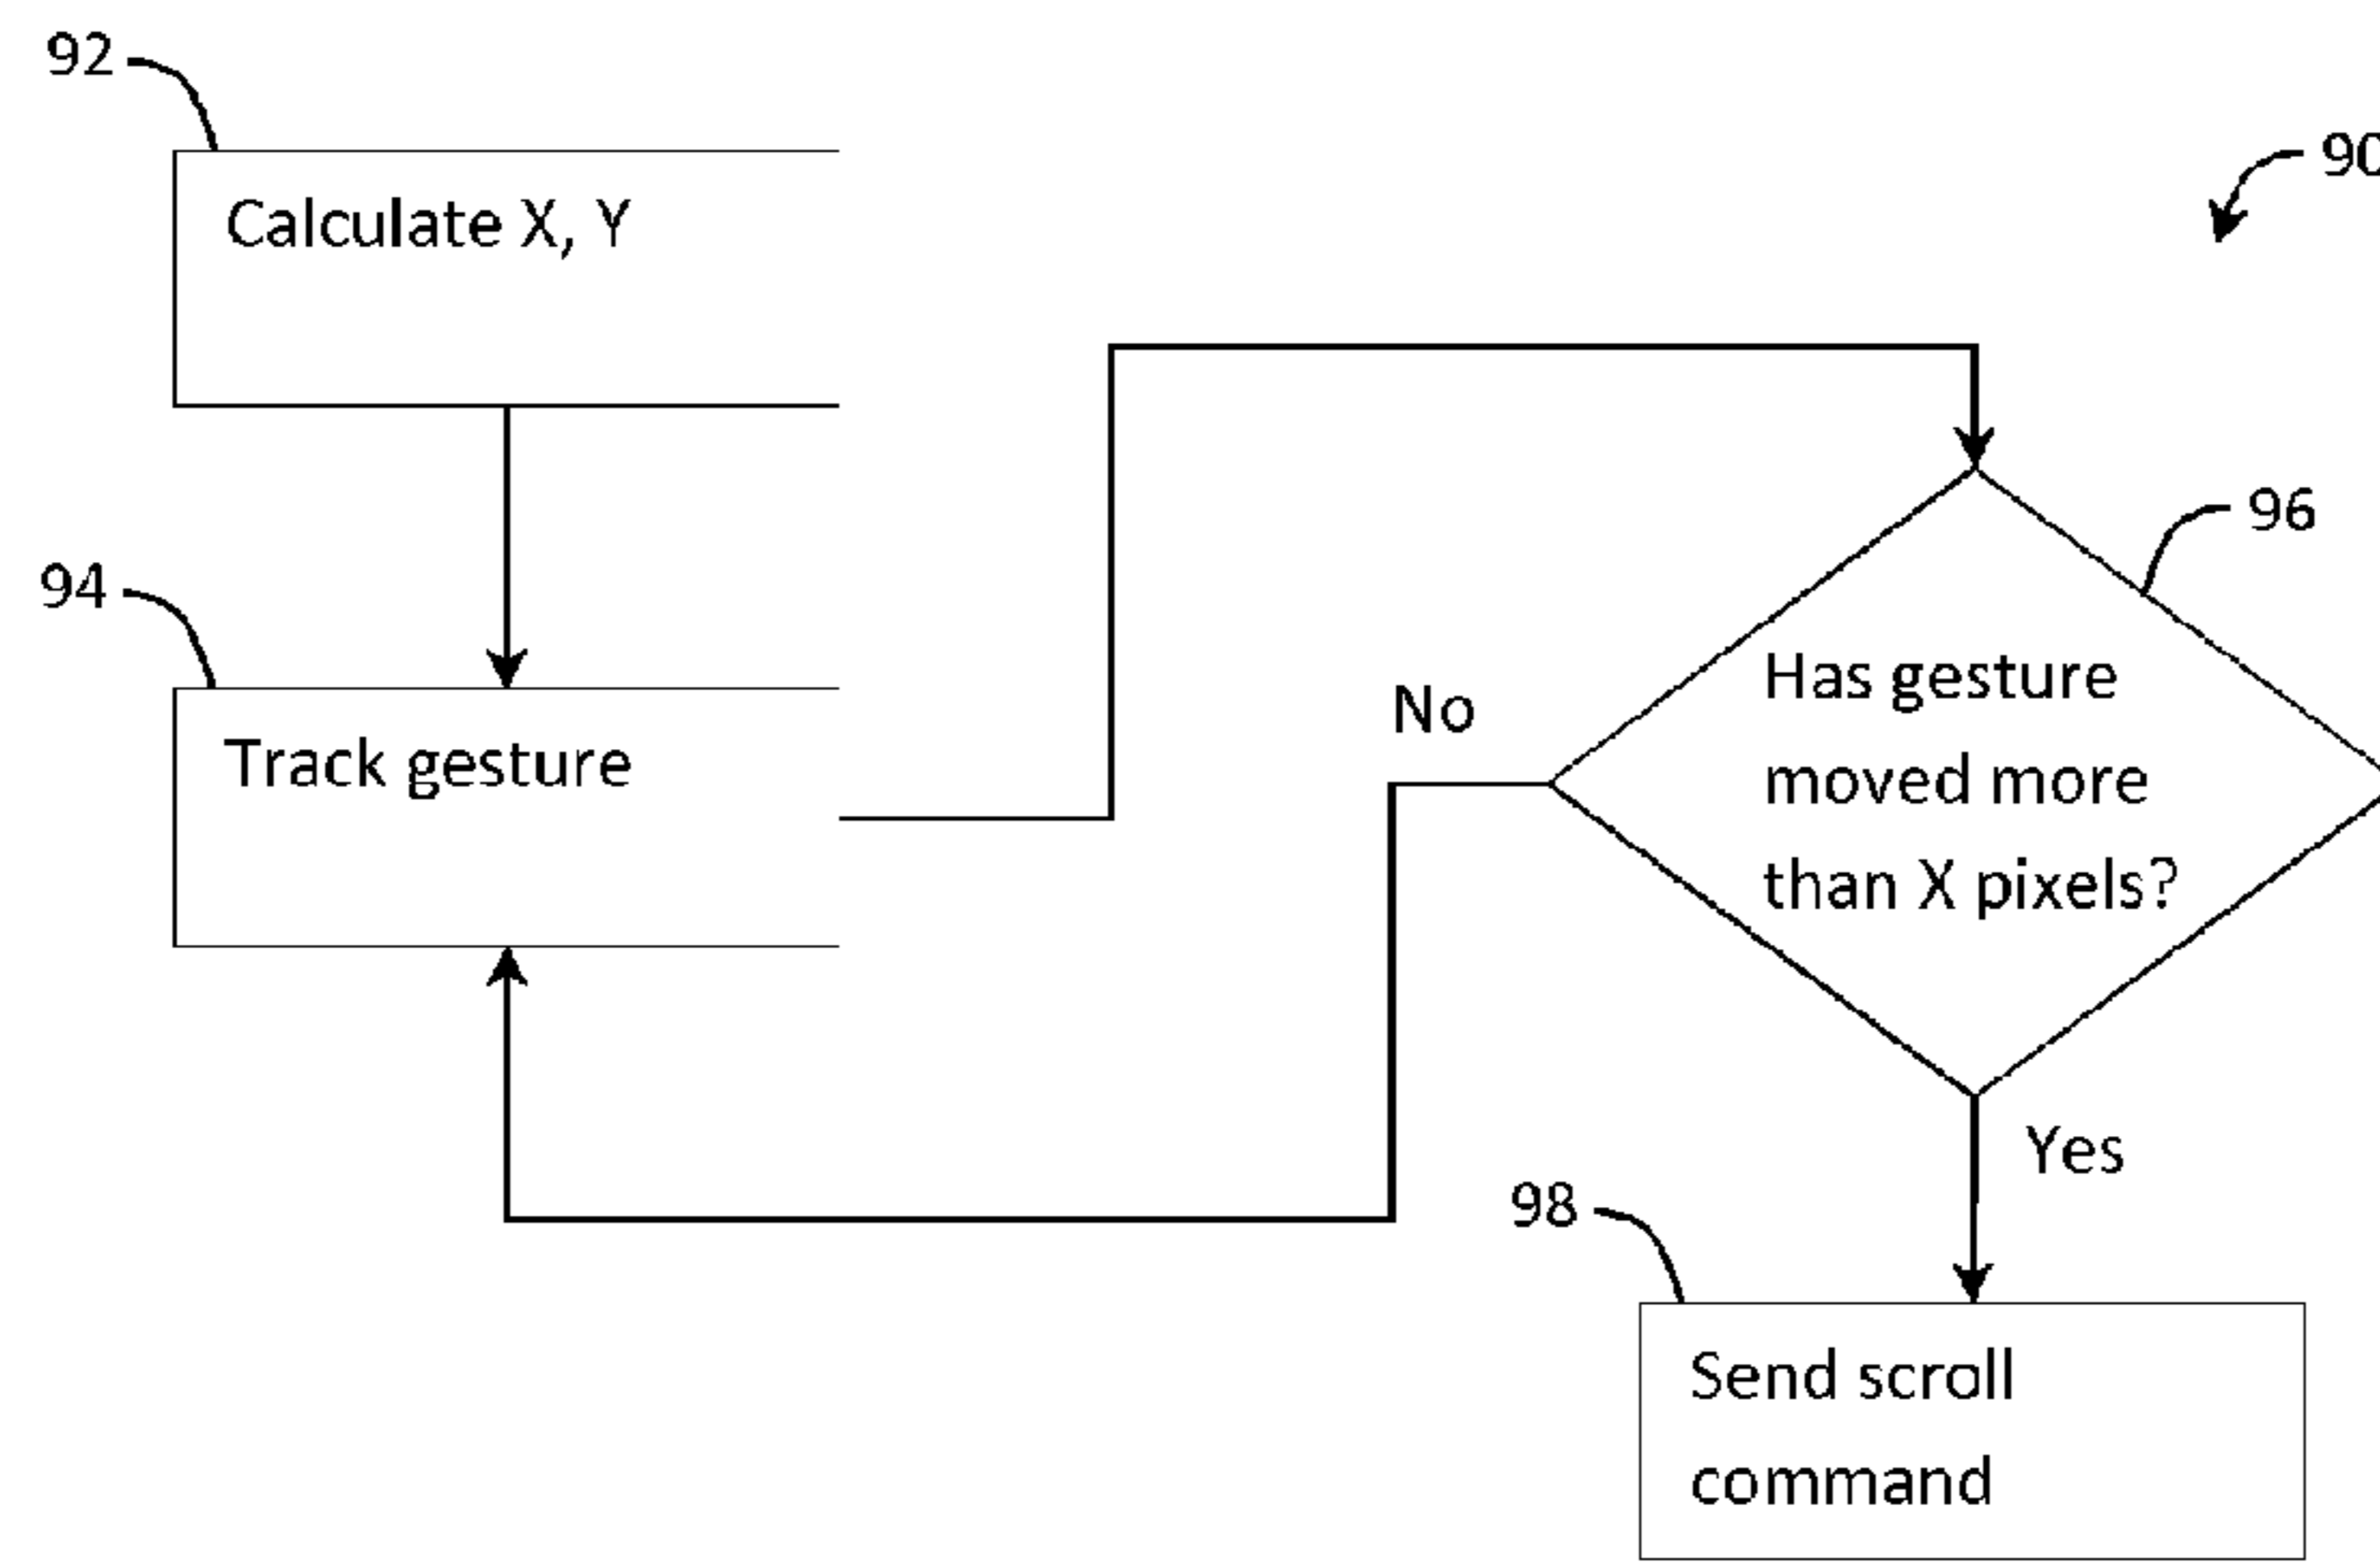 92
Calculate X, Y
90
94
Track gesture
96
Has gesture
moved more
than X pixels?
No
Yes
98
Send scroll
command